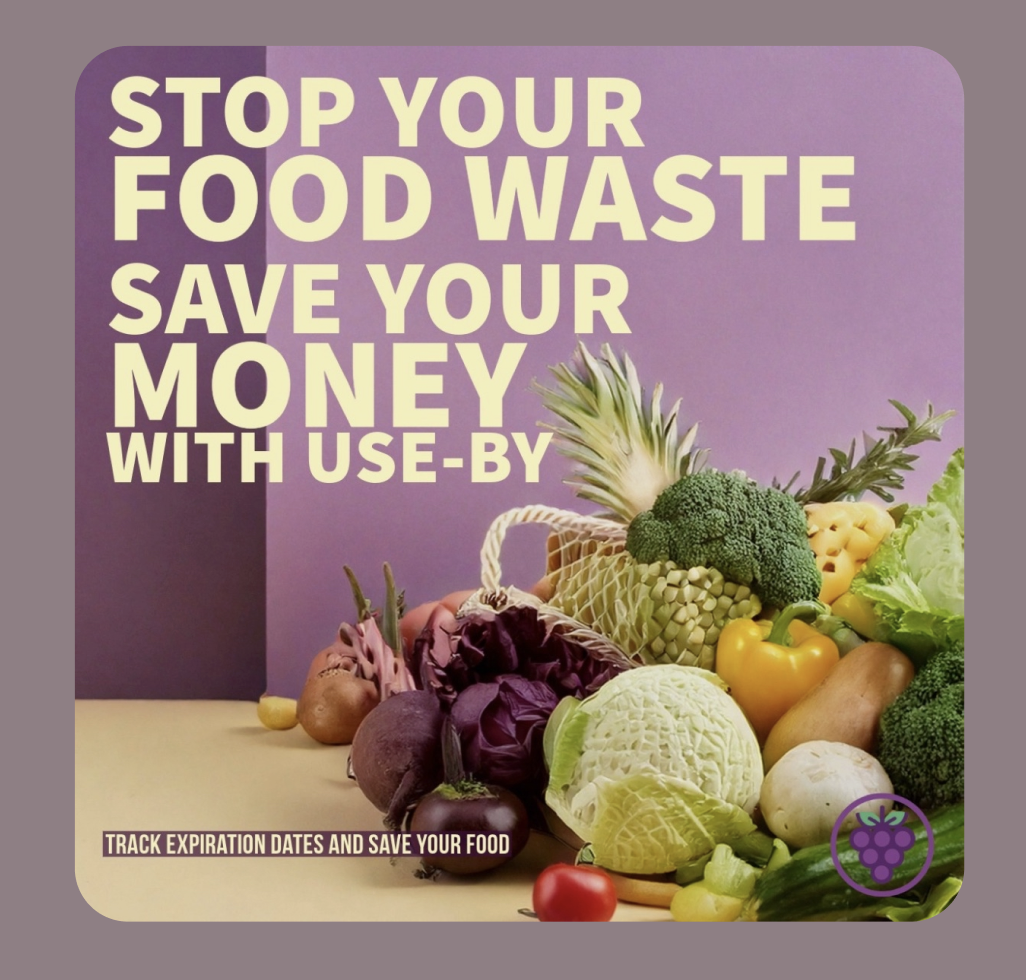 STOP YOUR
FOOD WASTE
SAVE YOUR
MONEY
WITH USE-BY
TRACK EXPIRATION DATES AND SAVE YOUR FOOD